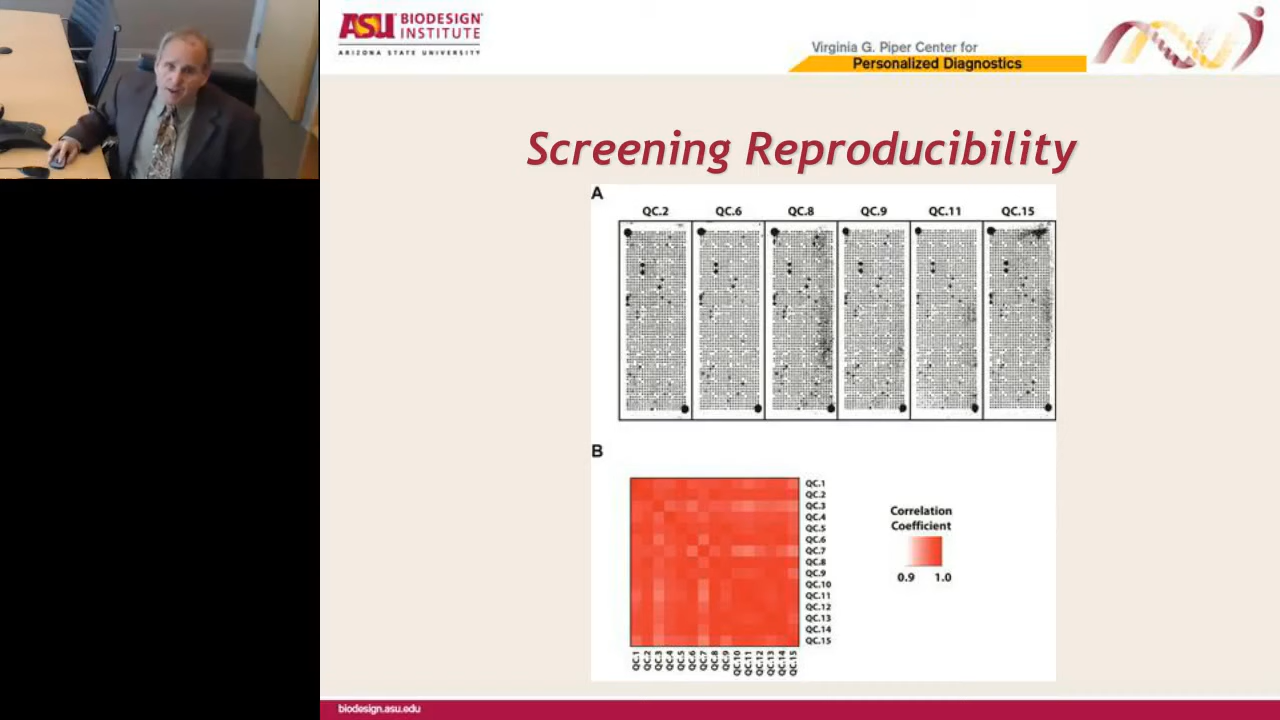 ASU BIODESIGN
INSTITUTE
ARIZONA STATE UNIVERSITY
Virginia G. Piper Center for
Personalized Diagnostics
Screening Reproducibility
A
QC.2 QC.6 QC.8 QC.9 QC.11 QC.15
B
QC.1
QC.2
QC.3
QC.4
QC.5
QC.6
QC.7
QC.8
QC.9
QC.10
QC.11
QC.12
QC.13
QC.14
QC.15
QC.1 QC.2 QC.3 QC.4 QC.5 QC.6 QC.7 QC.8 QC.9 QC.10 QC.11 QC.12 QC.13 QC.14 QC.15
Correlation
Coefficient
0.9 1.0
biodesign.asu.edu